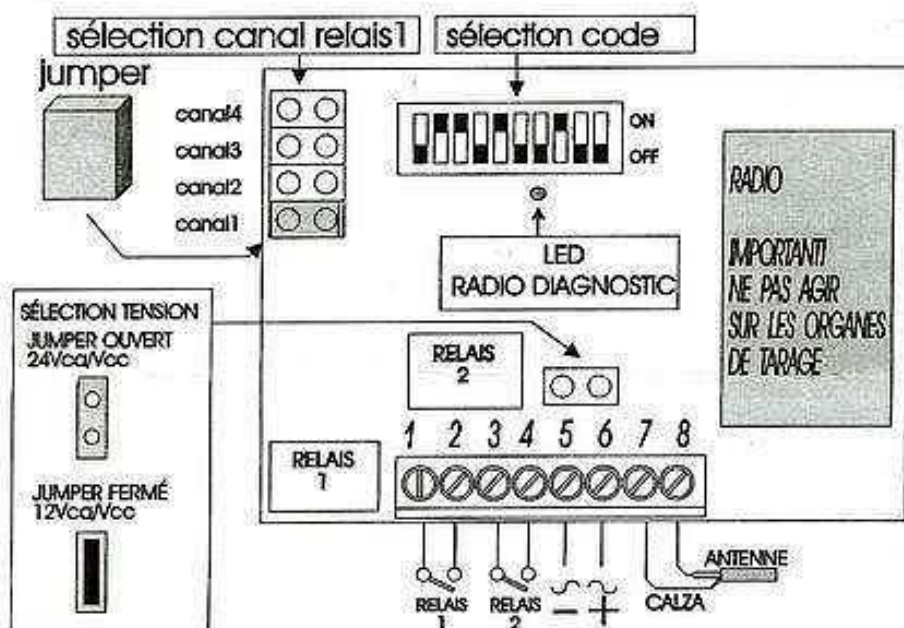 sélection canal relais1
sélection code
jumper
canal4
canal3
canal2
canal1
ON
OFF
LED
RADIO DIAGNOSTIC
RADIO
IMPORTANT!
NE PAS AGIR
SUR LES ORGANES
DE TARAGE
SÉLECTION TENSION
JUMPER OUVERT
24Vca/Vcc
JUMPER FERMÉ
12Vca/Vcc
RELAIS
2
RELAIS
1
1 2 3 4 5 6 7 8
RELAIS
1
RELAIS
2
− +
CALZA
ANTENNE